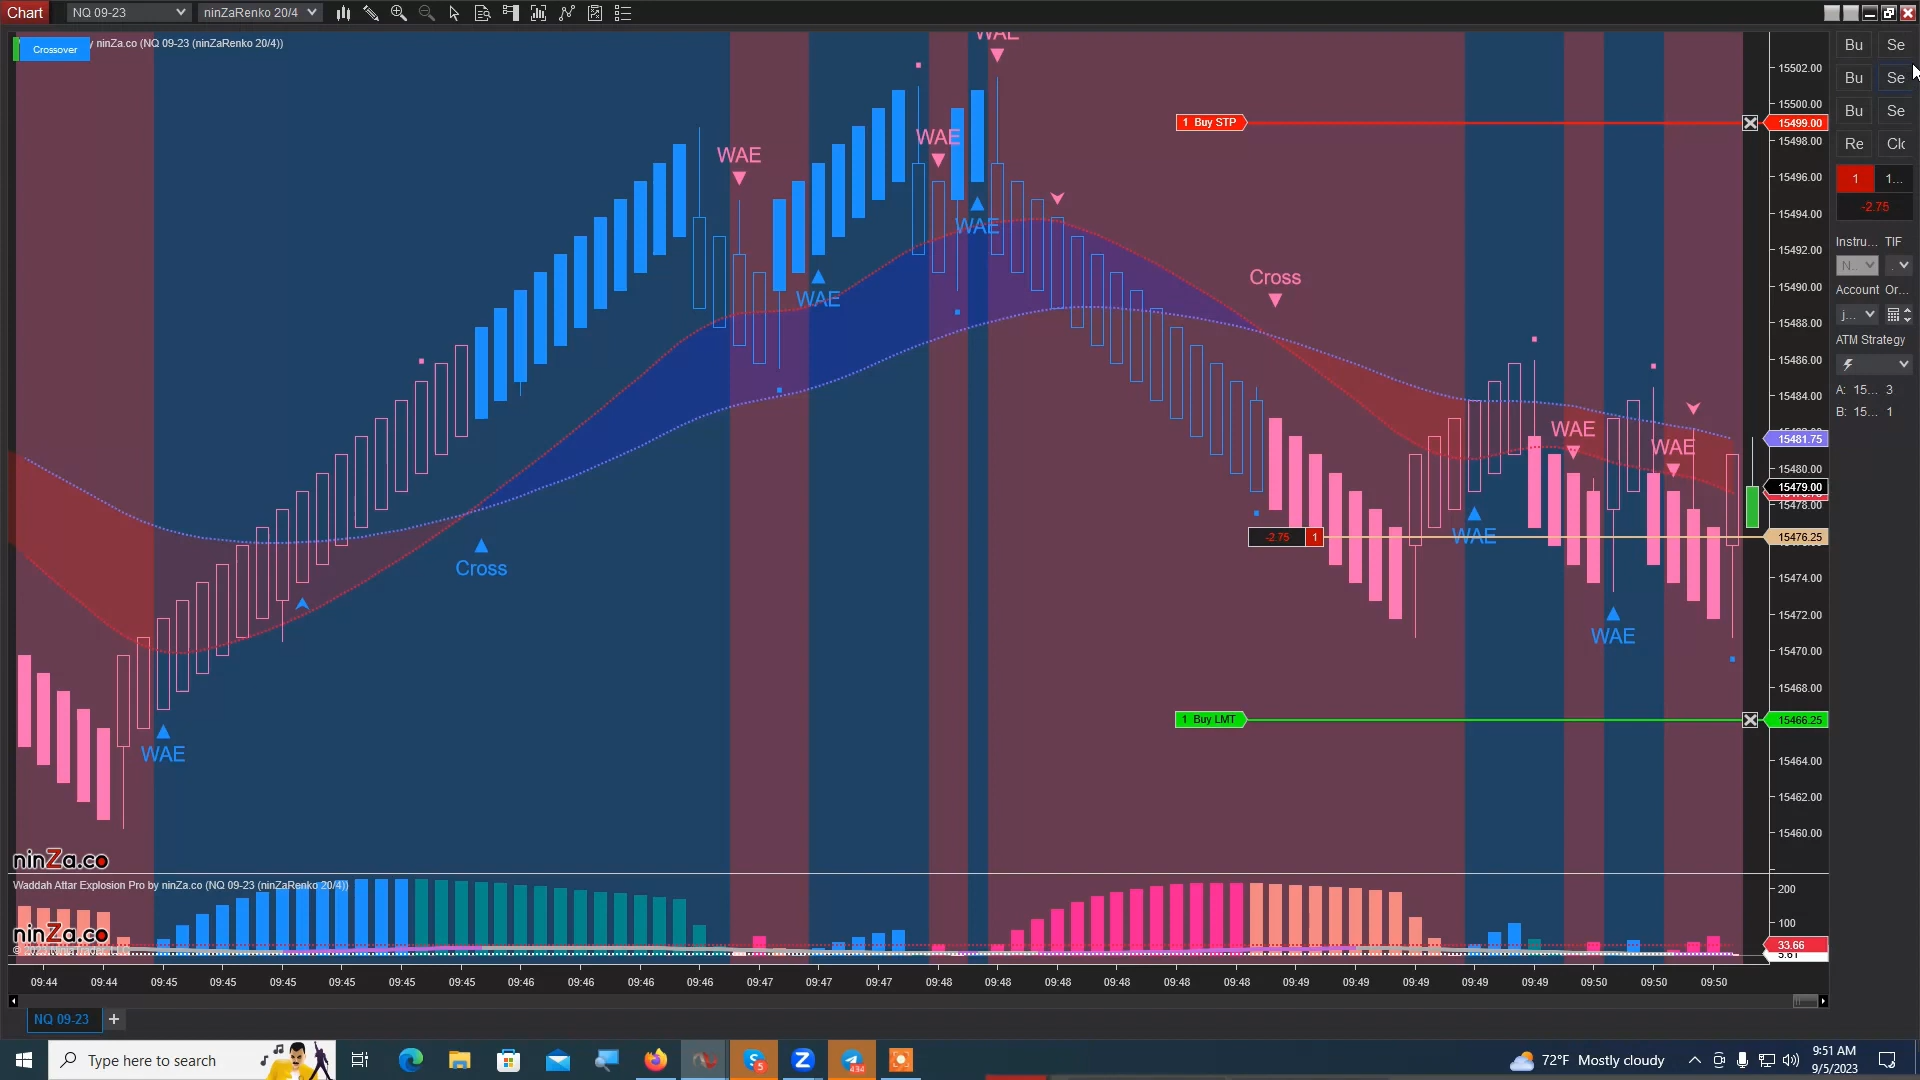 Chart
NQ 09-23
ninZaRenko 20/4
Crossover
by ninZa.co (NQ 09-23 (ninZaRenko 20/4))
Bu Se
Bu Se
Bu Se
Re Clc
1 1...
-2.75
Instru... TIF
N..
Account Or...
j...
ATM Strategy
A: 15... 3
B: 15... 1
WAE
WAE
WAE
WAE
WAE
Cross
Cross
WAE
WAE
WAE
WAE
WAE
1 Buy STP
-2.75 1
1 Buy LMT
15502.00
15500.00
15499.00
15498.00
15496.00
15494.00
15492.00
15490.00
15488.00
15486.00
15484.00
15481.75
15480.00
15479.00
15478.00
15476.25
15474.00
15472.00
15470.00
15468.00
15466.25
15464.00
15462.00
15460.00
ninZa.co
Waddah Attar Explosion Pro by ninZa.co (NQ 09-23 (ninZaRenko 20/4))
ninZa.co
200
100
33.66
5.61
09:44 09:44 09:45 09:45 09:45 09:45 09:45 09:45 09:46 09:46 09:46 09:46 09:47 09:47 09:47 09:48 09:48 09:48 09:48 09:48 09:48 09:49 09:49 09:49 09:49 09:49 09:50 09:50 09:50
NQ 09-23 +
Type here to search
72°F Mostly cloudy
9:51 AM
9/5/2023